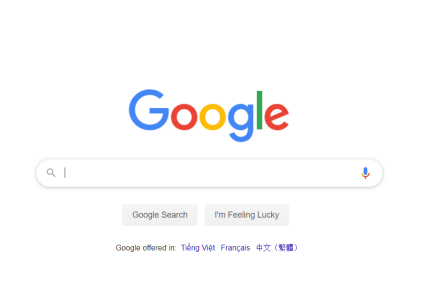 Google
Google Search I'm Feeling Lucky
Google offered in: Tiếng Việt Français 中文（繁體）